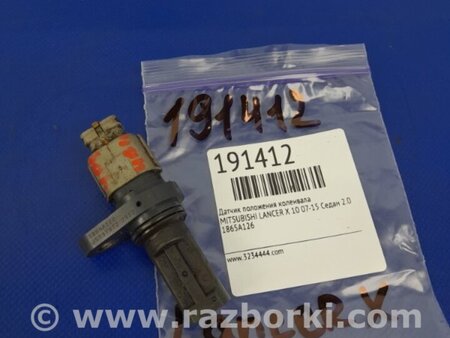 191412
191412
Датчик положения коленвала
MITSUBISHI LANCER X 10 07-15 Седан 2.0
1865A126
www.3234444.com
LANCER X
© www.razborki.com